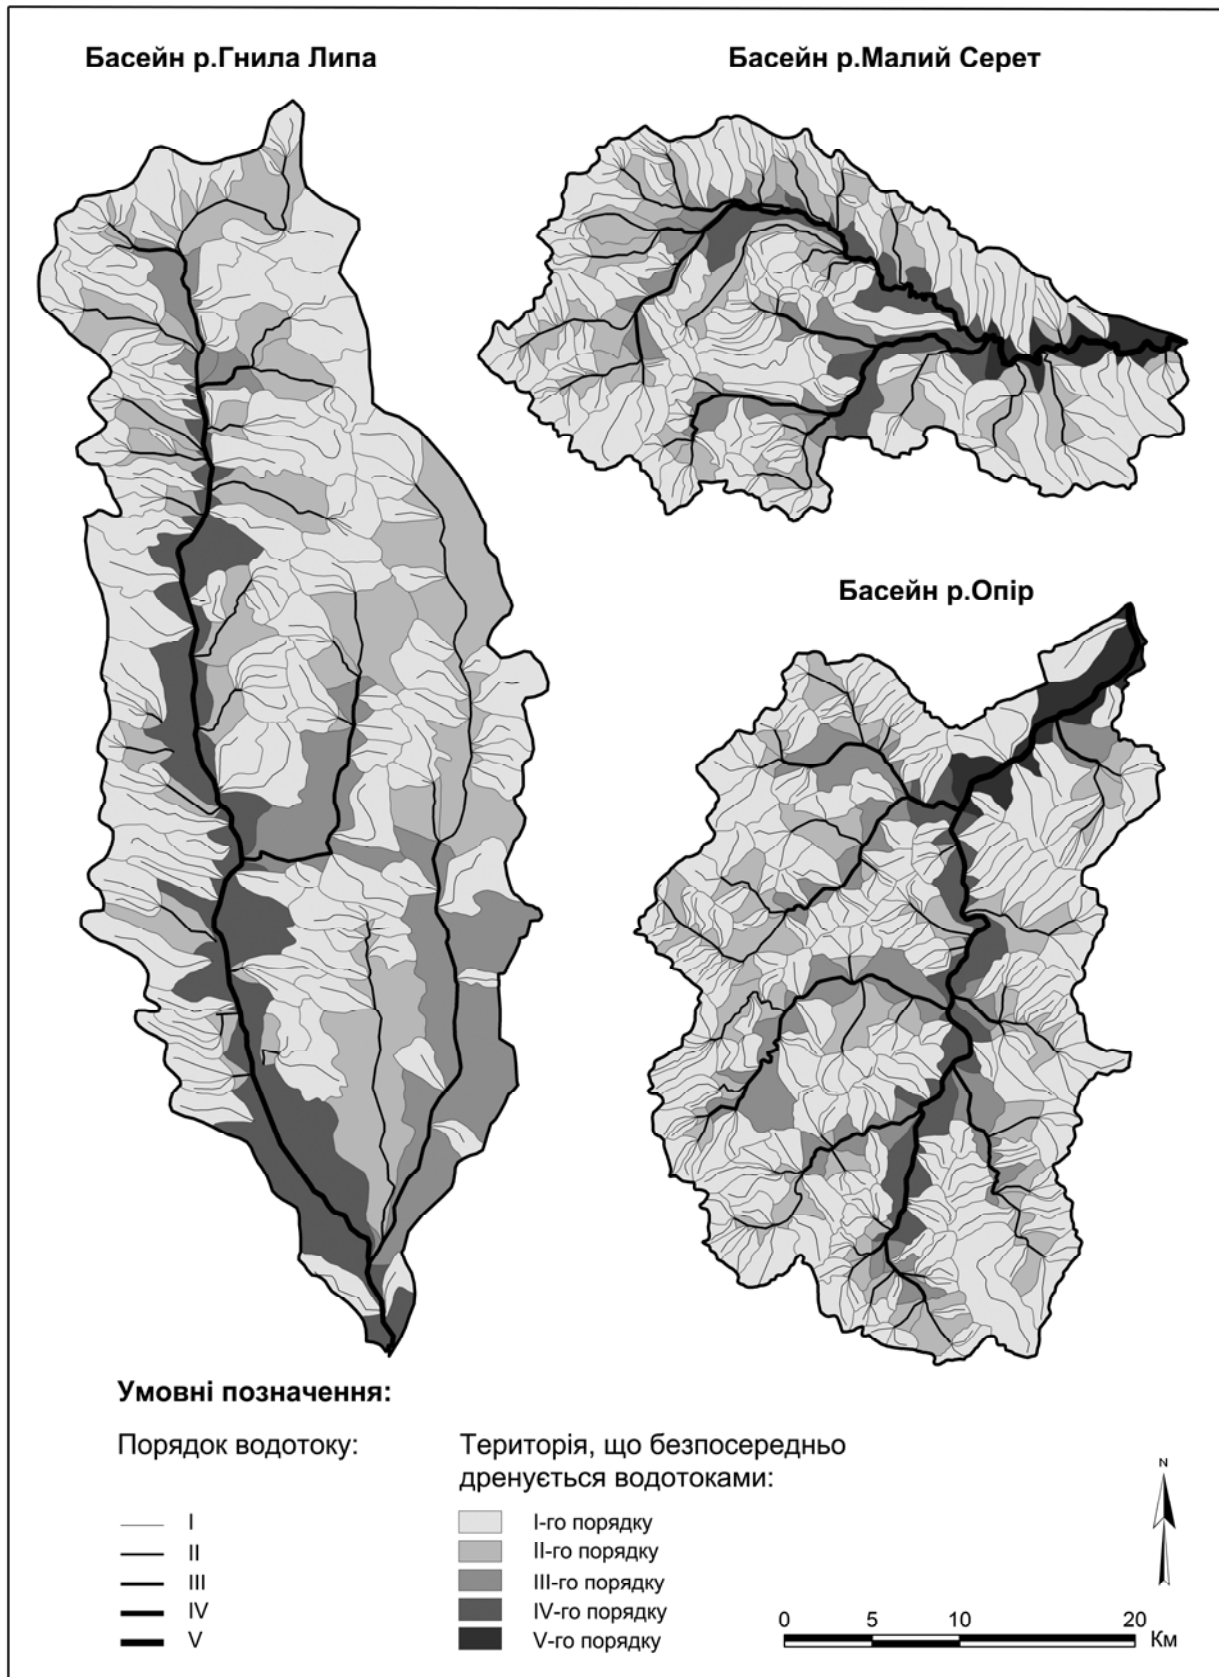 Басейн р.Гнила Липа
Басейн р.Малий Серет
Басейн р.Опір
Умовні позначення:
Порядок водотоку:
I
II
III
IV
V
Територія, що безпосередньо
дренується водотоками:
I-го порядку
II-го порядку
III-го порядку
IV-го порядку
V-го порядку
N
0 5 10 20
Км